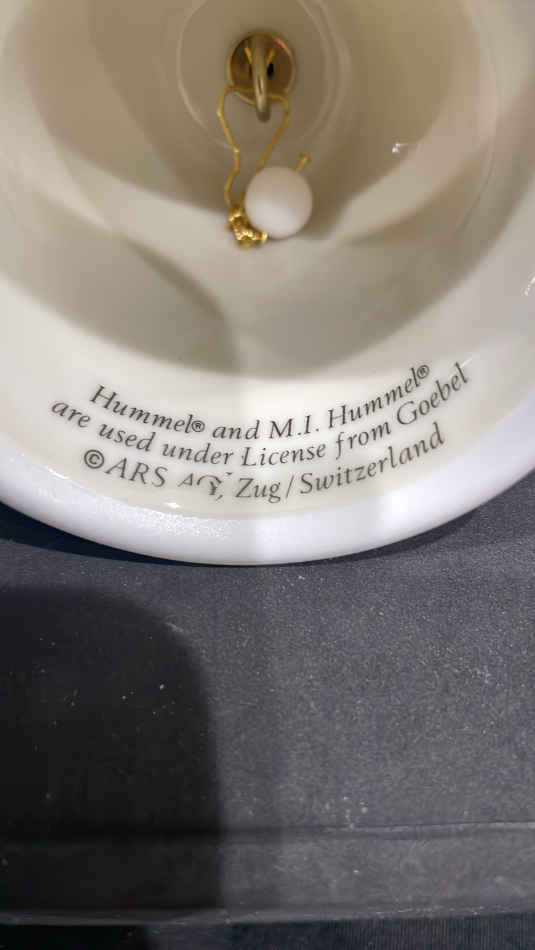 Hummel® and M.I. Hummel®
are used under License from Goebel
©ARS AG, Zug/Switzerland